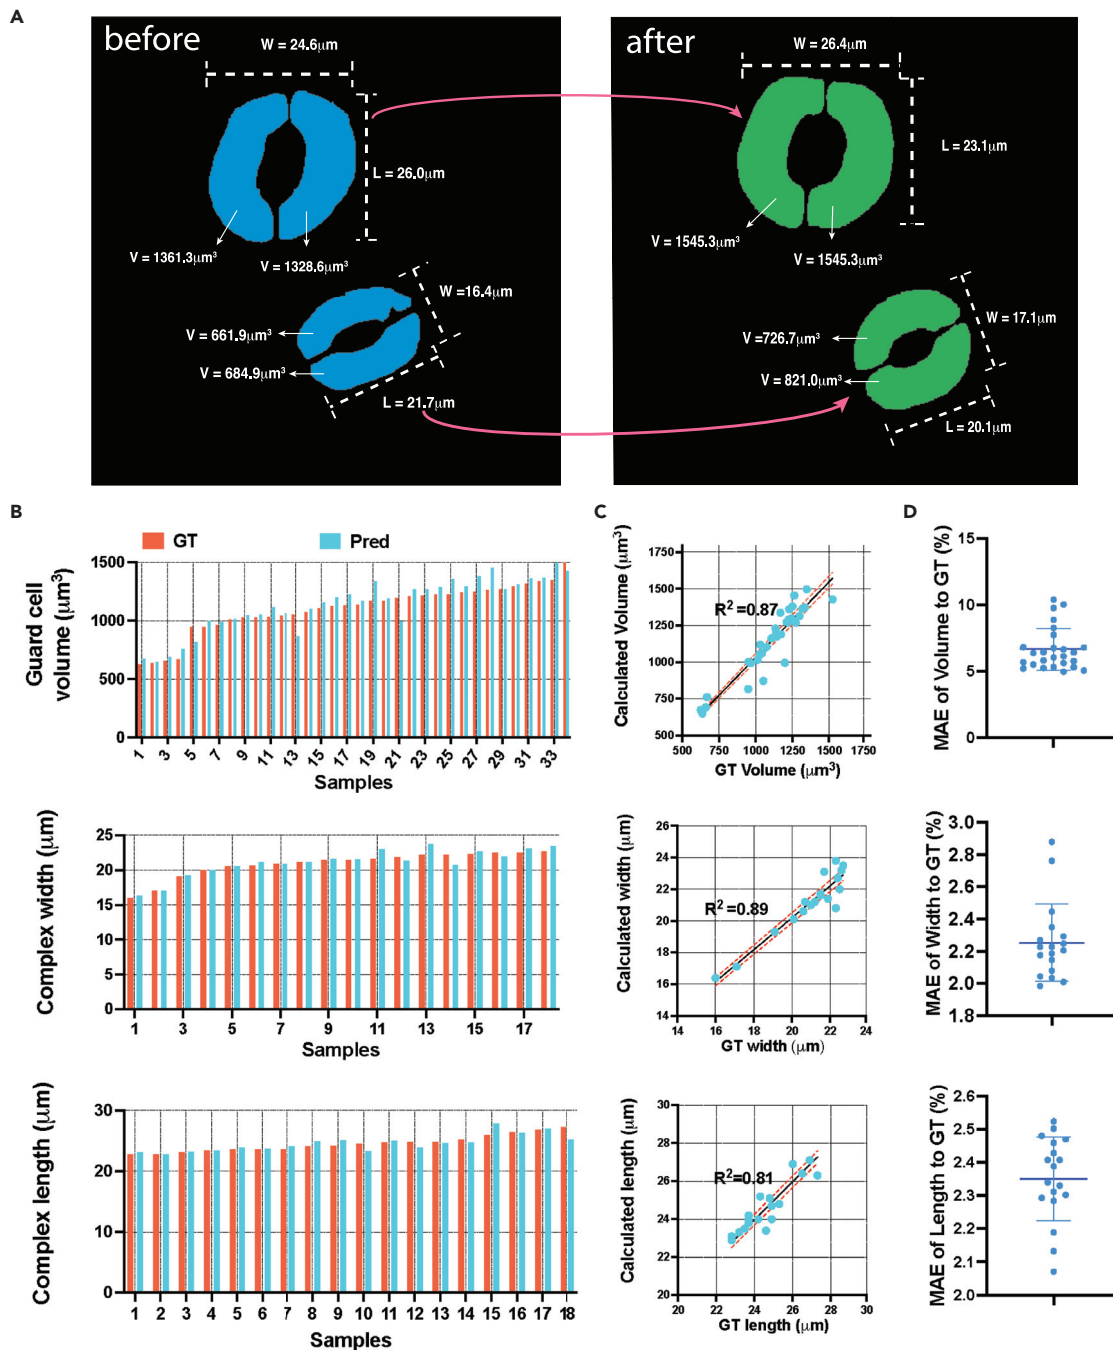 A
before
after
W = 24.6μm
W = 26.4μm
L = 26.0μm
L = 23.1μm
V = 1361.3μm³
V = 1328.6μm³
V = 1545.3μm³
V = 1545.3μm³
W =16.4μm
W = 17.1μm
V = 661.9μm³
V =726.7μm³
V = 684.9μm³
V = 821.0μm³
L = 21.7μm
L = 20.1μm
B
GT
Pred
Guard cell
volume (μm³)
1500
1000
500
0
1 3 5 7 9 11 13 15 17 19 21 23 25 27 29 31 33
Samples
Complex width (μm)
25
20
15
10
5
0
1 3 5 7 9 11 13 15 17
Samples
Complex length (μm)
30
20
10
0
1 2 3 4 5 6 7 8 9 10 11 12 13 14 15 16 17 18
Samples
C
Calculated Volume (μm³)
1750
1500
1250
1000
750
500
R²=0.87
500 750 1000 1250 1500 1750
GT Volume (μm³)
Calculated width (μm)
26
24
22
20
18
16
14
R²=0.89
14 16 18 20 22 24
GT width (μm)
Calculated length (μm)
30
28
26
24
22
20
R²=0.81
20 22 24 26 28 30
GT length (μm)
D
MAE of Volume to GT (%)
15
10
5
0
MAE of Width to GT (%)
3.0
2.8
2.6
2.4
2.2
2.0
1.8
MAE of Length to GT (%)
2.6
2.5
2.4
2.3
2.2
2.1
2.0